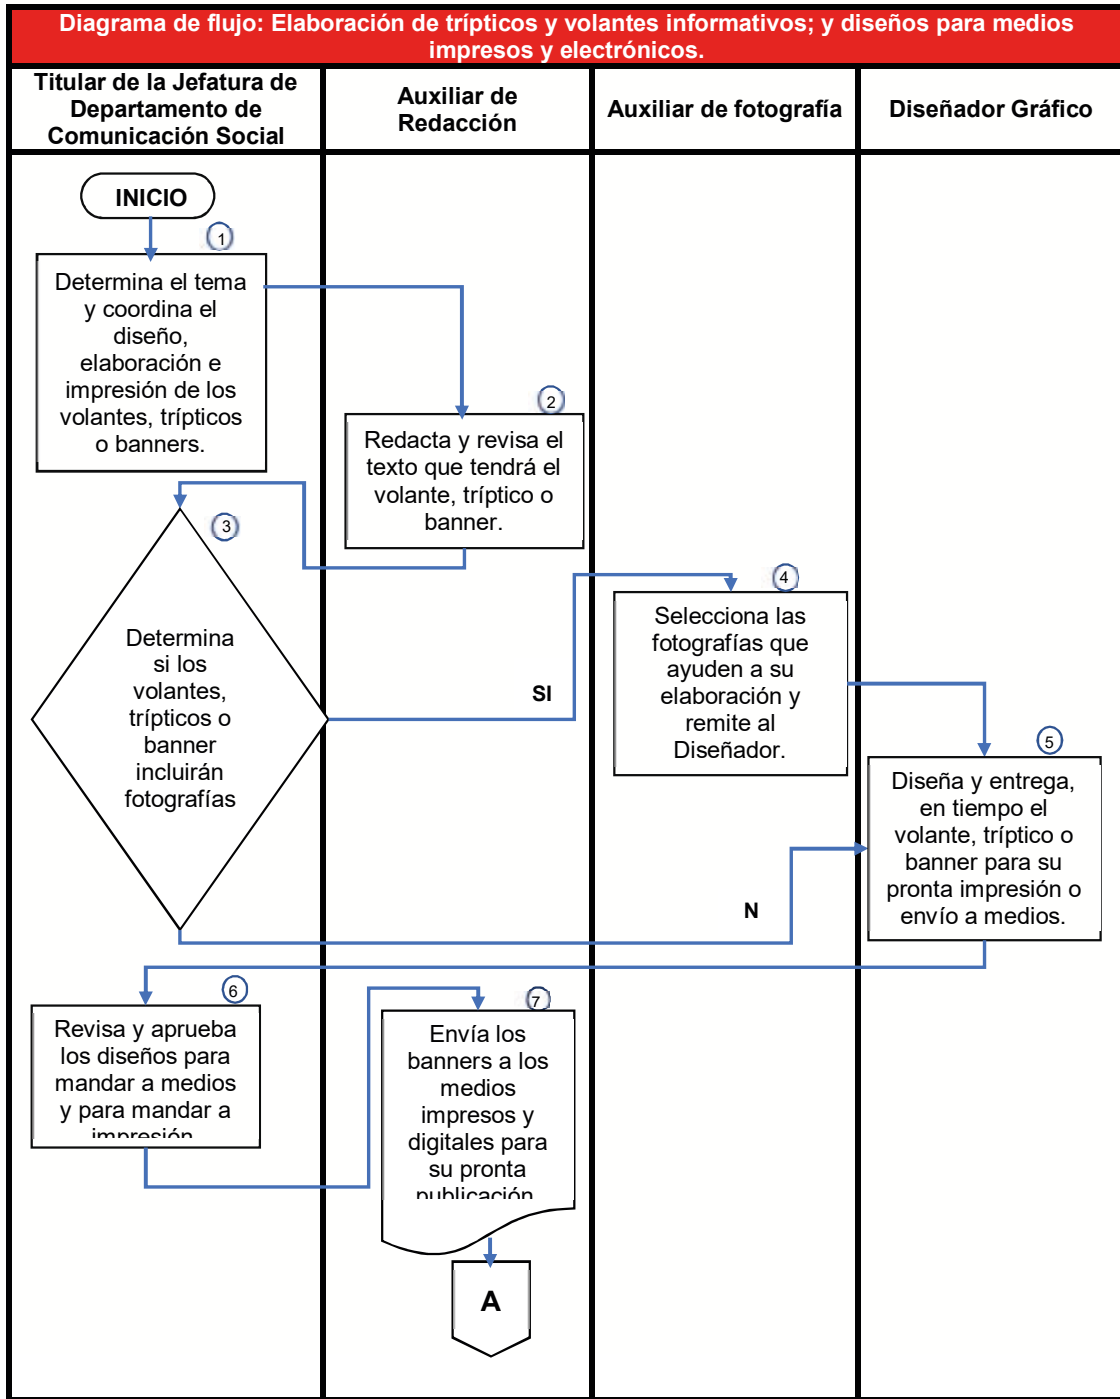 Diagrama de flujo: Elaboración de trípticos y volantes informativos; y diseños para medios
impresos y electrónicos.
Titular de la Jefatura de
Departamento de
Comunicación Social
Auxiliar de
Redacción
Auxiliar de fotografía
Diseñador Gráfico
INICIO
1
Determina el tema
y coordina el
diseño,
elaboración e
impresión de los
volantes, trípticos
o banners.
2
Redacta y revisa el
texto que tendrá el
volante, tríptico o
banner.
3
Determina
si los
volantes,
trípticos o
banner
incluirán
fotografías
SI
4
Selecciona las
fotografías que
ayuden a su
elaboración y
remite al
Diseñador.
5
Diseña y entrega,
en tiempo el
volante, tríptico o
banner para su
pronta impresión o
envío a medios.
N
6
Revisa y aprueba
los diseños para
mandar a medios
y para mandar a
impresión.
7
Envía los
banners a los
medios
impresos y
digitales para
su pronta
publicación.
A